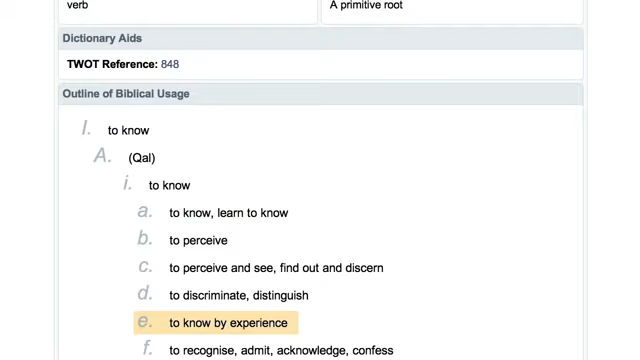 verb
A primitive root
Dictionary Aids
TWOT Reference: 848
Outline of Biblical Usage
I. to know
A. (Qal)
i. to know
a. to know, learn to know
b. to perceive
c. to perceive and see, find out and discern
d. to discriminate, distinguish
e. to know by experience
f. to recognise, admit, acknowledge, confess